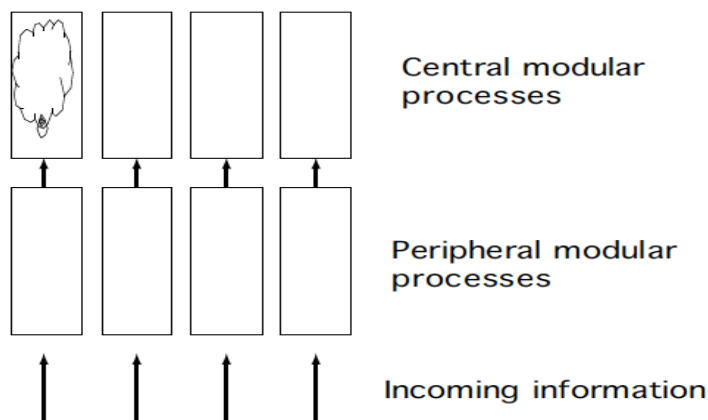 Central modular
processes
Peripheral modular
processes
Incoming information